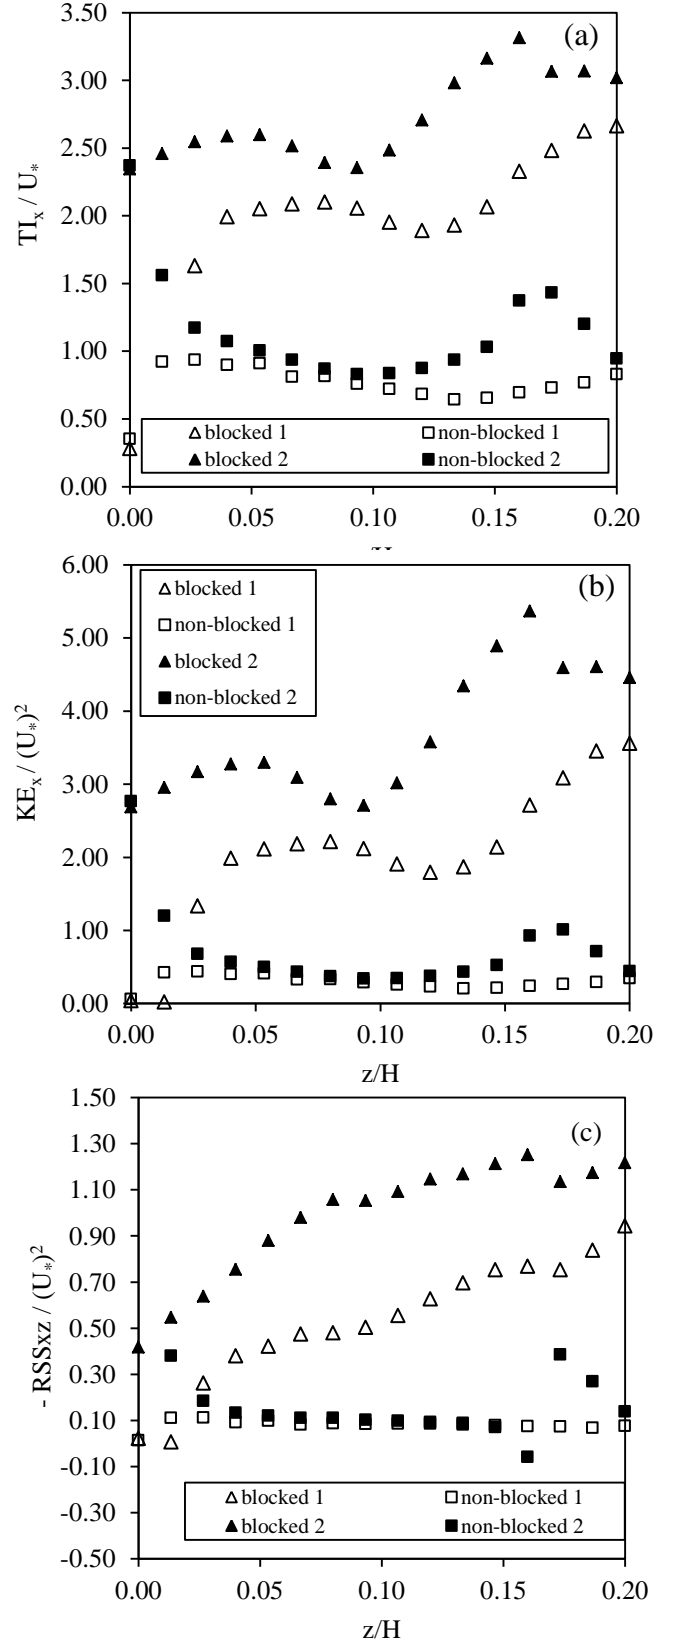 3.50
(a)
3.00
2.50
2.00
1.50
1.00
0.50
0.00
TIx / U*
blocked 1
non-blocked 1
blocked 2
non-blocked 2
0.00 0.05 0.10 0.15 0.20
6.00
(b)
5.00
4.00
3.00
2.00
1.00
0.00
KEx / (U*)2
blocked 1
non-blocked 1
blocked 2
non-blocked 2
0.00 0.05 0.10 0.15 0.20
z/H
1.50
(c)
1.30
1.10
0.90
0.70
0.50
0.30
0.10
-0.10
-0.30
-0.50
- RSSxz / (U*)2
blocked 1
non-blocked 1
blocked 2
non-blocked 2
0.00 0.05 0.10 0.15 0.20
z/H